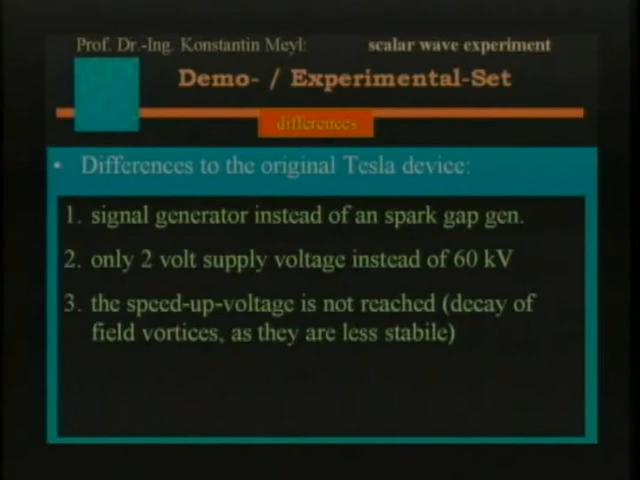 Prof. Dr.-Ing. Konstantin Meyl: scalar wave experiment
Demo- / Experimental-Set
differences
• Differences to the original Tesla device:
1. signal generator instead of an spark gap gen.
2. only 2 volt supply voltage instead of 60 kV
3. the speed-up-voltage is not reached (decay of
field vortices, as they are less stabile)